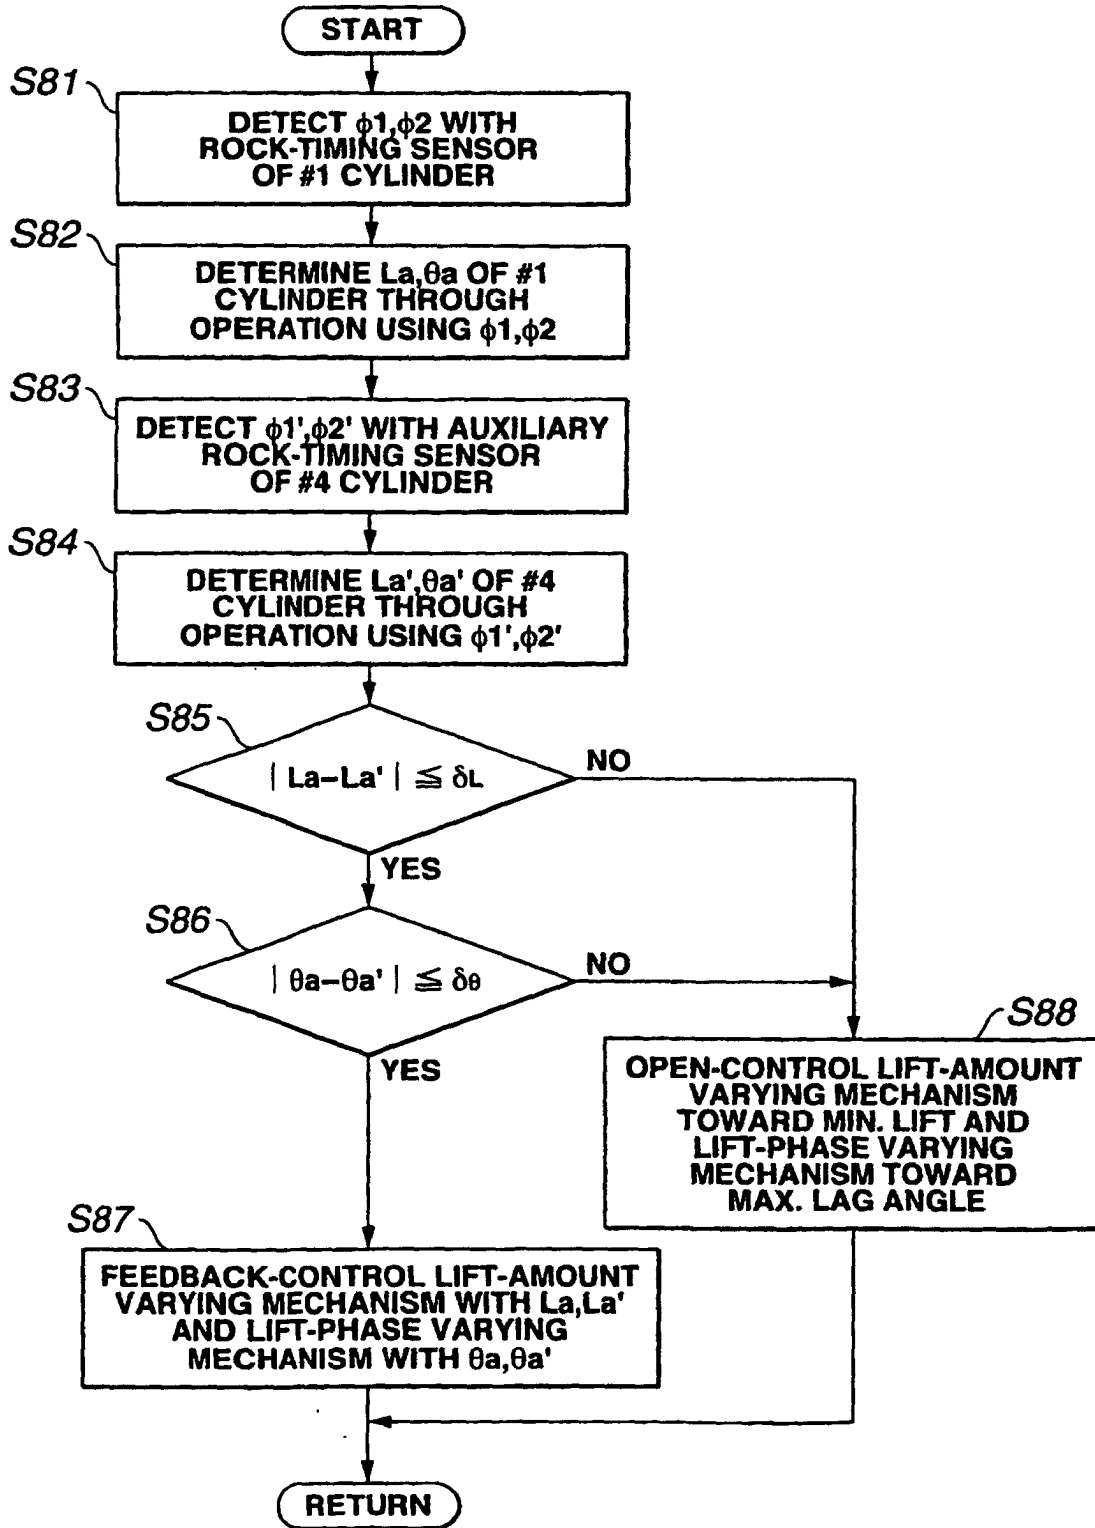 START
S81
DETECT ϕ1,ϕ2 WITH
ROCK-TIMING SENSOR
OF #1 CYLINDER
S82
DETERMINE La,θa OF #1
CYLINDER THROUGH
OPERATION USING ϕ1,ϕ2
S83
DETECT ϕ1',ϕ2' WITH AUXILIARY
ROCK-TIMING SENSOR
OF #4 CYLINDER
S84
DETERMINE La',θa' OF #4
CYLINDER THROUGH
OPERATION USING ϕ1',ϕ2'
S85
| La–La' | ≦ δL
NO
YES
S86
| θa–θa' | ≦ δθ
NO
YES
S88
OPEN-CONTROL LIFT-AMOUNT
VARYING MECHANISM
TOWARD MIN. LIFT AND
LIFT-PHASE VARYING
MECHANISM TOWARD
MAX. LAG ANGLE
S87
FEEDBACK-CONTROL LIFT-AMOUNT
VARYING MECHANISM WITH La,La'
AND LIFT-PHASE VARYING
MECHANISM WITH θa,θa'
RETURN